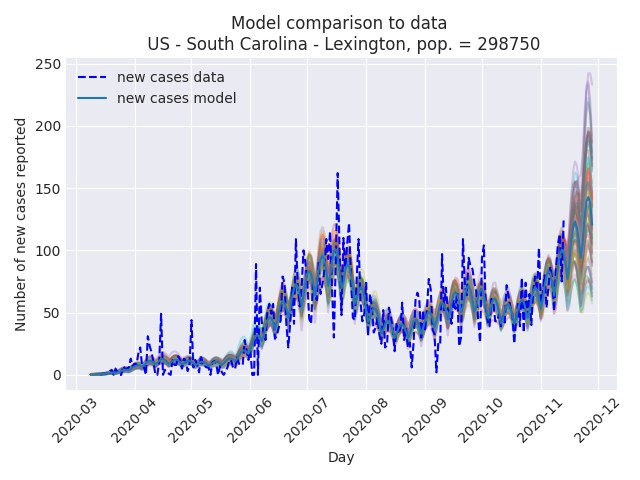 Model comparison to data
US - South Carolina - Lexington, pop. = 298750
new cases data
new cases model
Number of new cases reported
250
200
150
100
50
0
2020-03
2020-04
2020-05
2020-06
2020-07
2020-08
2020-09
2020-10
2020-11
2020-12
Day